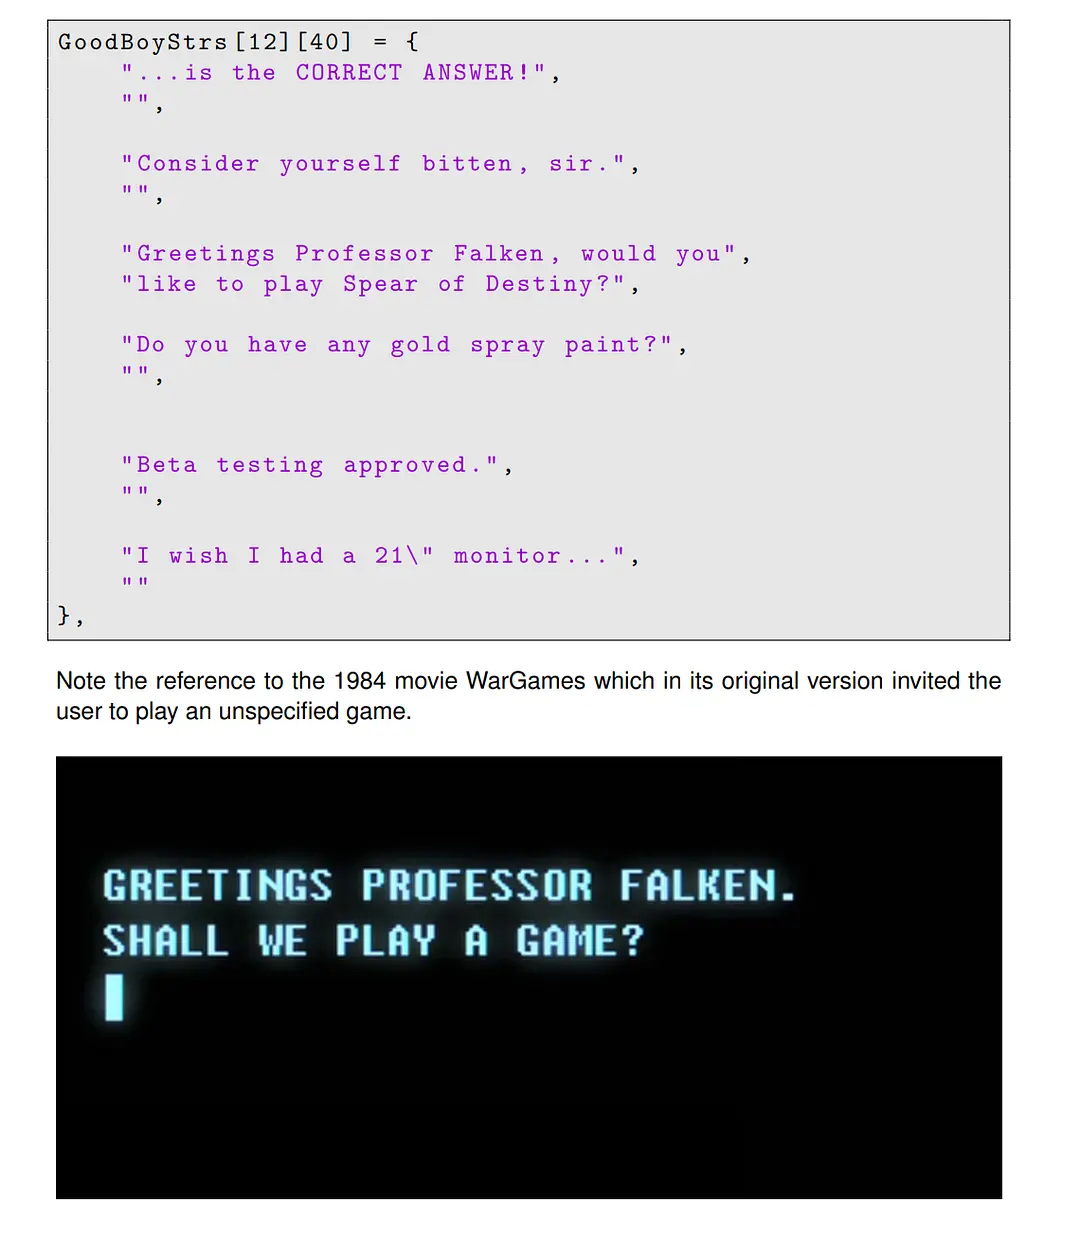 GoodBoyStrs[12][40] = {
"...is the CORRECT ANSWER!",
"",
"Consider yourself bitten, sir.",
"",
"Greetings Professor Falken, would you",
"like to play Spear of Destiny?",
"Do you have any gold spray paint?",
"",
"Beta testing approved.",
"",
"I wish I had a 21\" monitor...",
""
},
Note the reference to the 1984 movie WarGames which in its original version invited the
user to play an unspecified game.
GREETINGS PROFESSOR FALKEN.
SHALL WE PLAY A GAME?